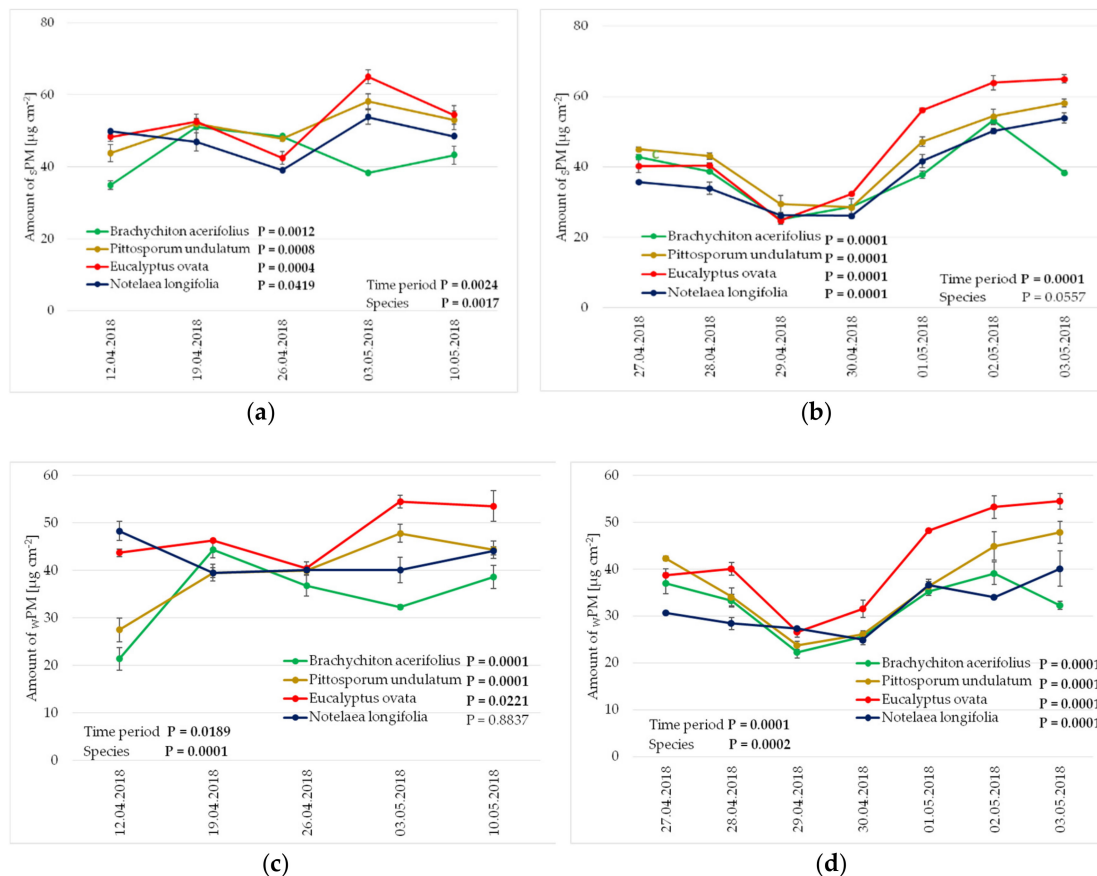 80
60
40
20
0
Amount of sPM [µg cm⁻²]
Brachychiton acerifolius P = 0.0012
Pittosporum undulatum P = 0.0008
Eucalyptus ovata P = 0.0004
Notelaea longifolia P = 0.0419
Time period P = 0.0024
Species P = 0.0017
12.04.2018
19.04.2018
26.04.2018
03.05.2018
10.05.2018
(a)
80
60
40
20
0
Amount of sPM [µg cm⁻²]
C
Brachychiton acerifolius P = 0.0001
Pittosporum undulatum P = 0.0001
Eucalyptus ovata P = 0.0001
Notelaea longifolia P = 0.0001
Time period P = 0.0001
Species P = 0.0557
27.04.2018
28.04.2018
29.04.2018
30.04.2018
01.05.2018
02.05.2018
03.05.2018
(b)
60
50
40
30
20
10
0
Amount of wPM [µg cm⁻²]
Brachychiton acerifolius P = 0.0001
Pittosporum undulatum P = 0.0001
Eucalyptus ovata P = 0.0221
Notelaea longifolia P = 0.8837
Time period P = 0.0189
Species P = 0.0001
12.04.2018
19.04.2018
26.04.2018
03.05.2018
10.05.2018
(c)
60
50
40
30
20
10
0
Amount of wPM [µg cm⁻²]
Brachychiton acerifolius P = 0.0001
Pittosporum undulatum P = 0.0001
Eucalyptus ovata P = 0.0001
Notelaea longifolia P = 0.0001
Time period P = 0.0001
Species P = 0.0002
27.04.2018
28.04.2018
29.04.2018
30.04.2018
01.05.2018
02.05.2018
03.05.2018
(d)